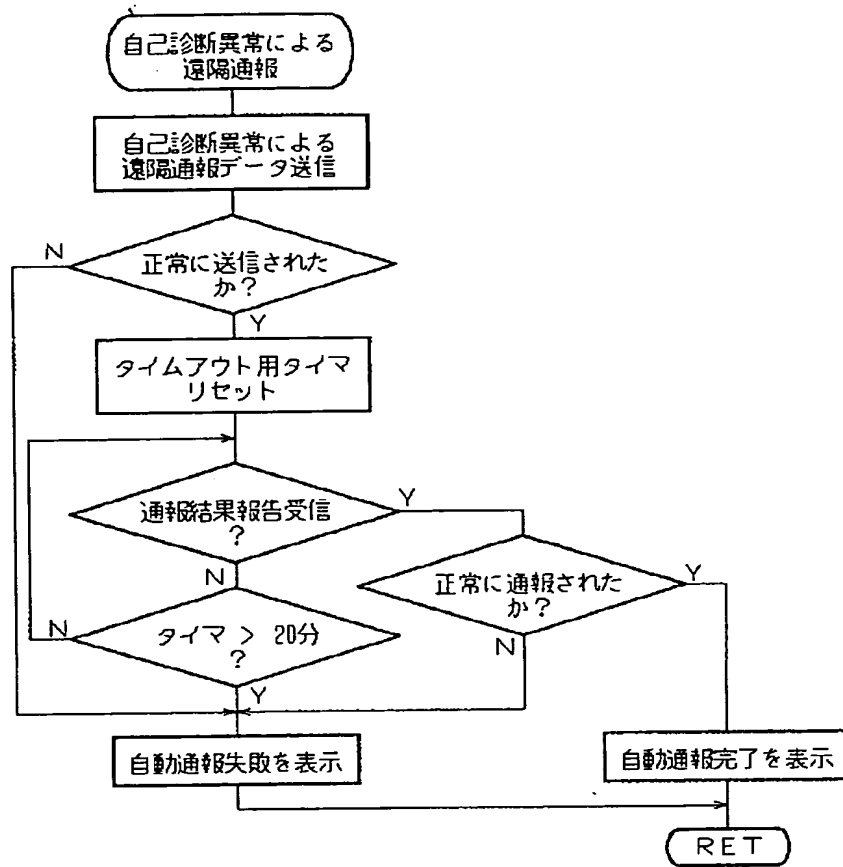 自己診断異常による
遠隔通報
自己診断異常による
遠隔通報データ送信
N
正常に送信された
か?
Y
タイムアウト用タイマ
リセット
通報結果報告受信
?
Y
N
正常に通報された
か?
Y
N
タイマ > 20分
?
N
Y
自動通報失敗を表示
自動通報完了を表示
RET